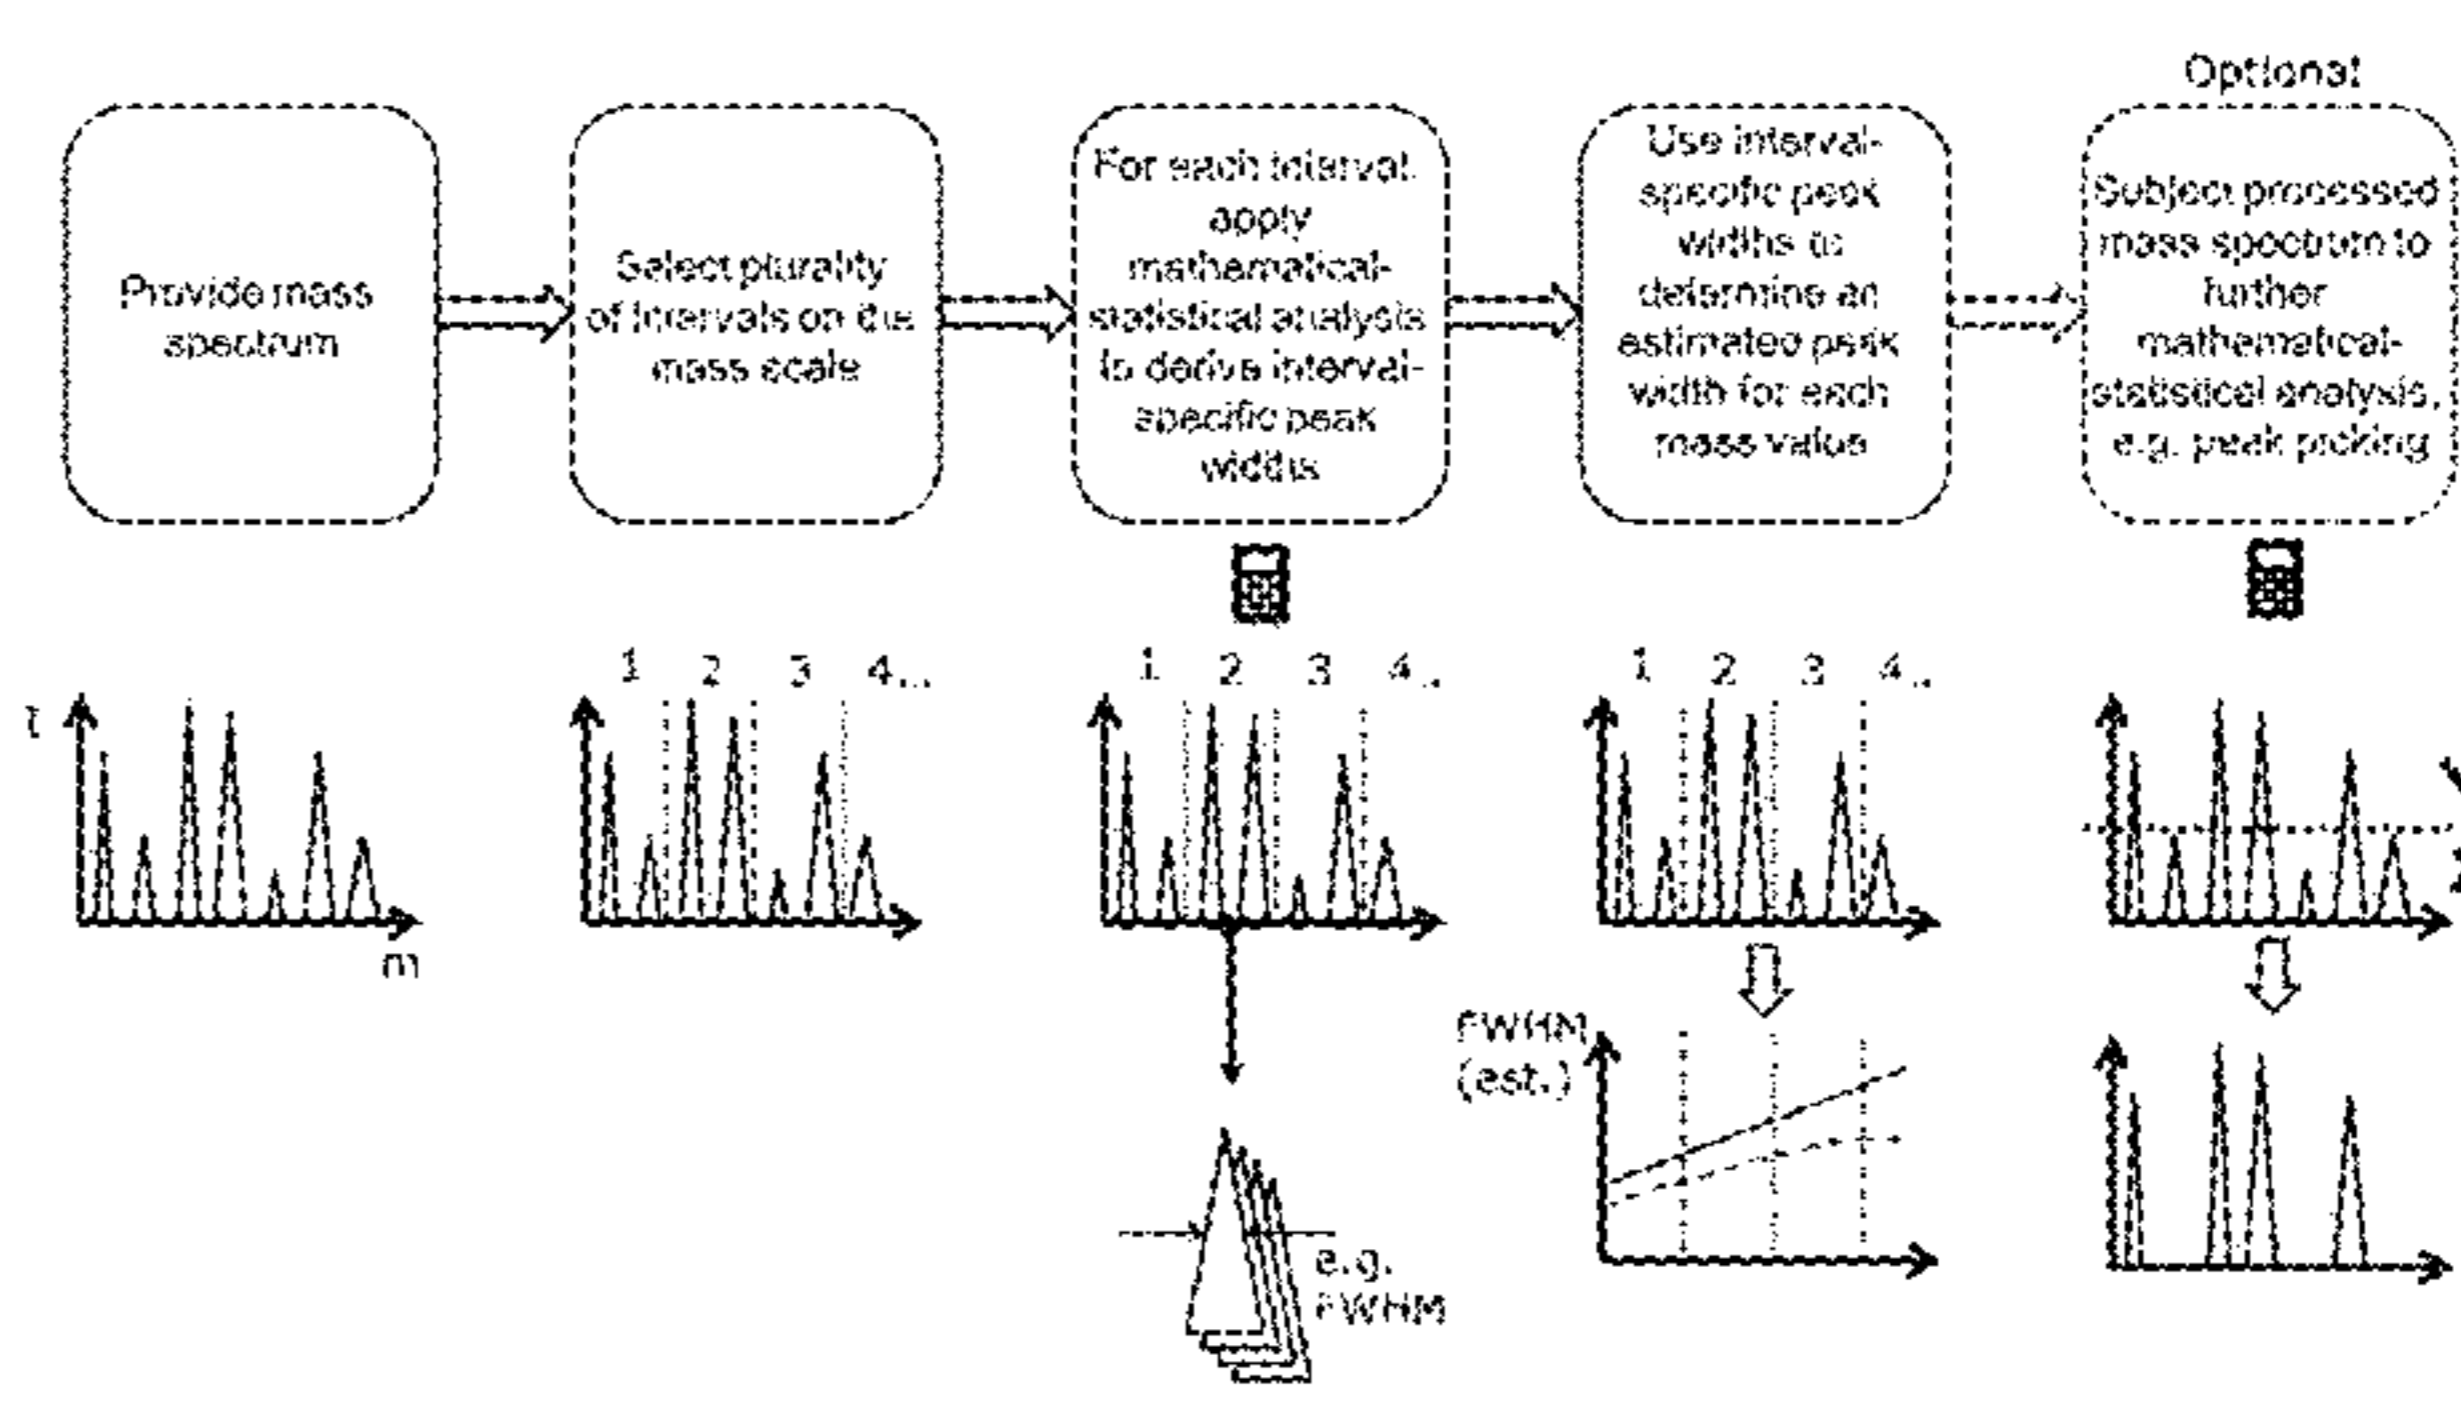 Optional
Provide mass
spectrum
Select plurality
of intervals on the
mass scale
For each interval,
apply
mathematical-
statistical analysis
to derive interval-
specific peak
widths
Use interval-
specific peak
widths to
determine an
estimated peak
width for each
mass value
Subject processed
mass spectrum to
further
mathematical-
statistical analysis,
e.g. peak picking
1 2 3 4...
1 2 3 4..
1 2 3 4..
m
FWHM
(est.)
e.g.
FWHM